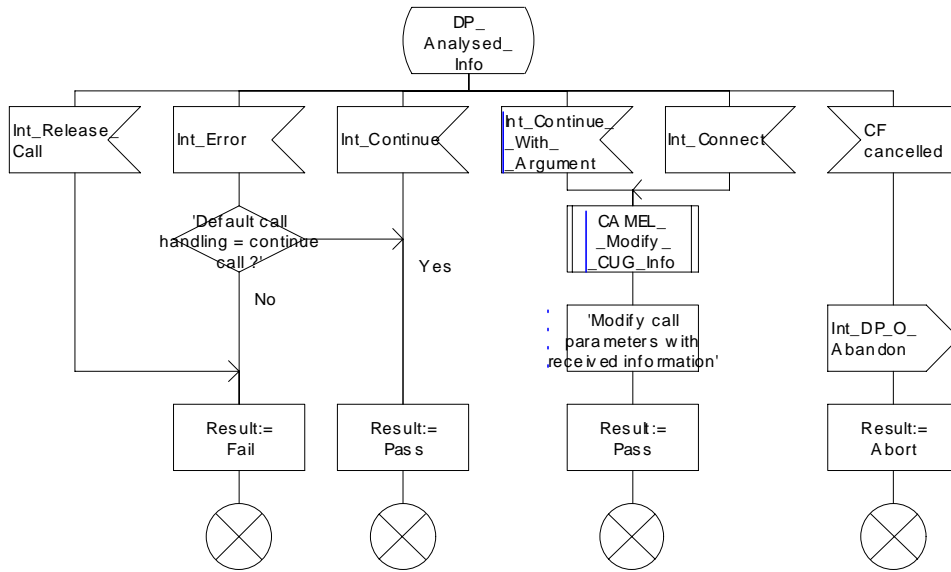 DP_
Analysed_
Info
Int_Release_
Call
Int_Error
Int_Continue
Int_Continue_
_With_
_Argument
Int_Connect
CF
cancelled
'Default call
handling = continue
call ?'
Yes
No
CAMEL_
_Modify_
_CUG_Info
'Modify call
parameters with
received information'
Int_DP_O_
Abandon
Result:=
Fail
Result:=
Pass
Result:=
Pass
Result:=
Abort